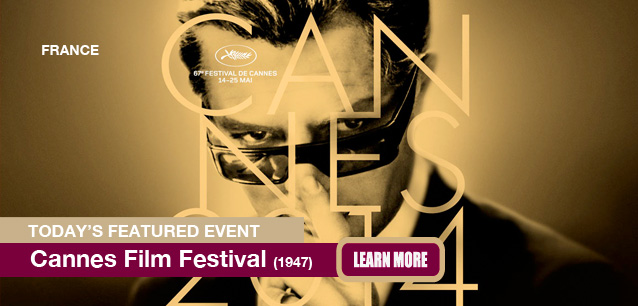 FRANCE
67e FESTIVAL DE CANNES
14-25 MAI
CAN
NES
2014
TODAY'S FEATURED EVENT
Cannes Film Festival (1947)
LEARN MORE